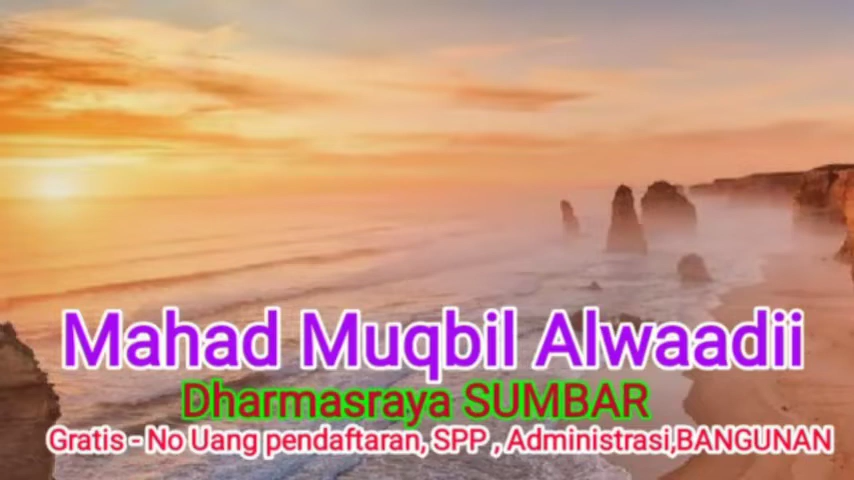 Mahad Muqbil Alwaadii
Dharmasraya SUMBAR
Gratis - No Uang pendaftaran, SPP , Administrasi,BANGUNAN